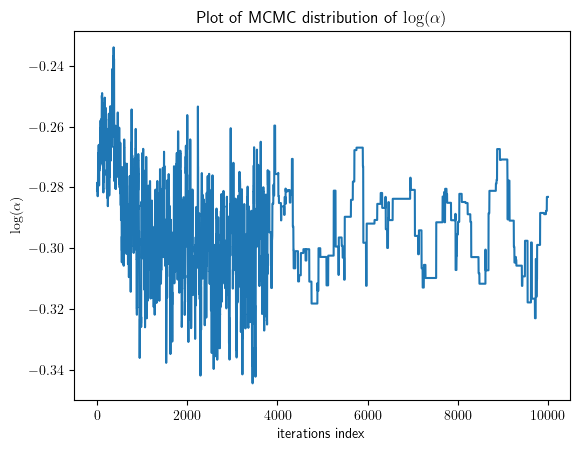 Plot of MCMC distribution of log(α)
−0.24
−0.26
−0.28
−0.30
−0.32
−0.34
log(α)
0 2000 4000 6000 8000 10000
iterations index